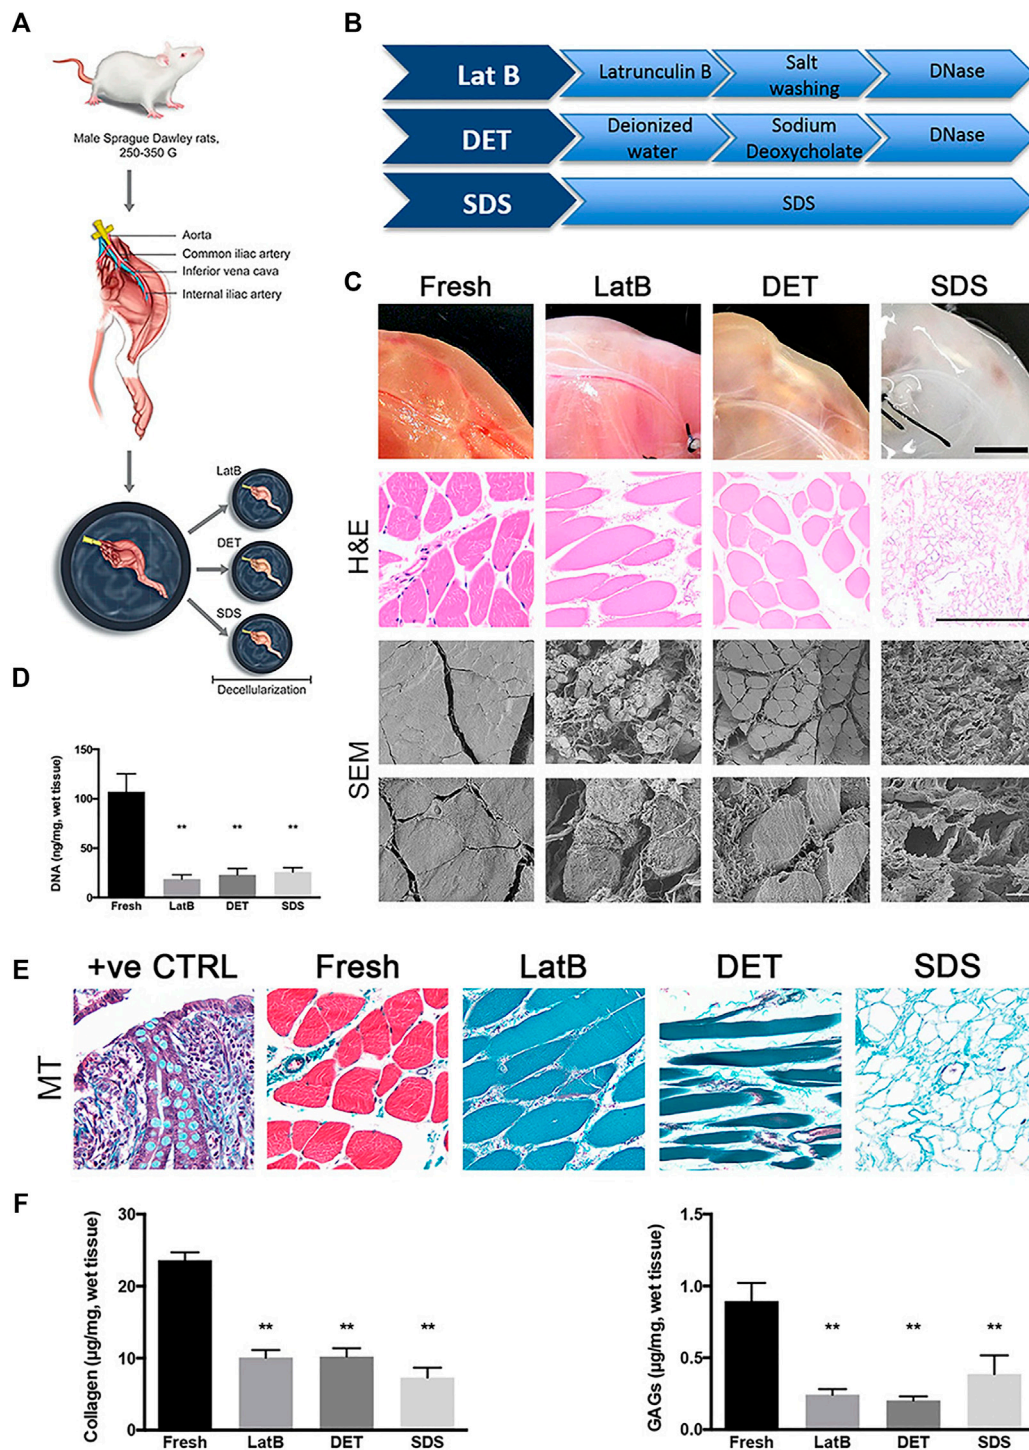 A
Male Sprague Dawley rats,
250-350 G
Aorta
Common iliac artery
Inferior vena cava
Internal iliac artery
LatB
DET
SDS
Decellularization
B
Lat B
Latrunculin B
Salt
washing
DNase
DET
Deionized
water
Sodium
Deoxycholate
DNase
SDS
SDS
C
Fresh LatB DET SDS
H&E
SEM
D
DNA (ng/mg, wet tissue)
150
100
50
0
** ** **
Fresh LatB DET SDS
E
+ve CTRL Fresh LatB DET SDS
MT
F
Collagen (µg/mg, wet tissue)
30
20
10
0
** ** **
Fresh LatB DET SDS
GAGs (µg/mg, wet tissue)
1.5
1.0
0.5
0.0
** ** **
Fresh LatB DET SDS